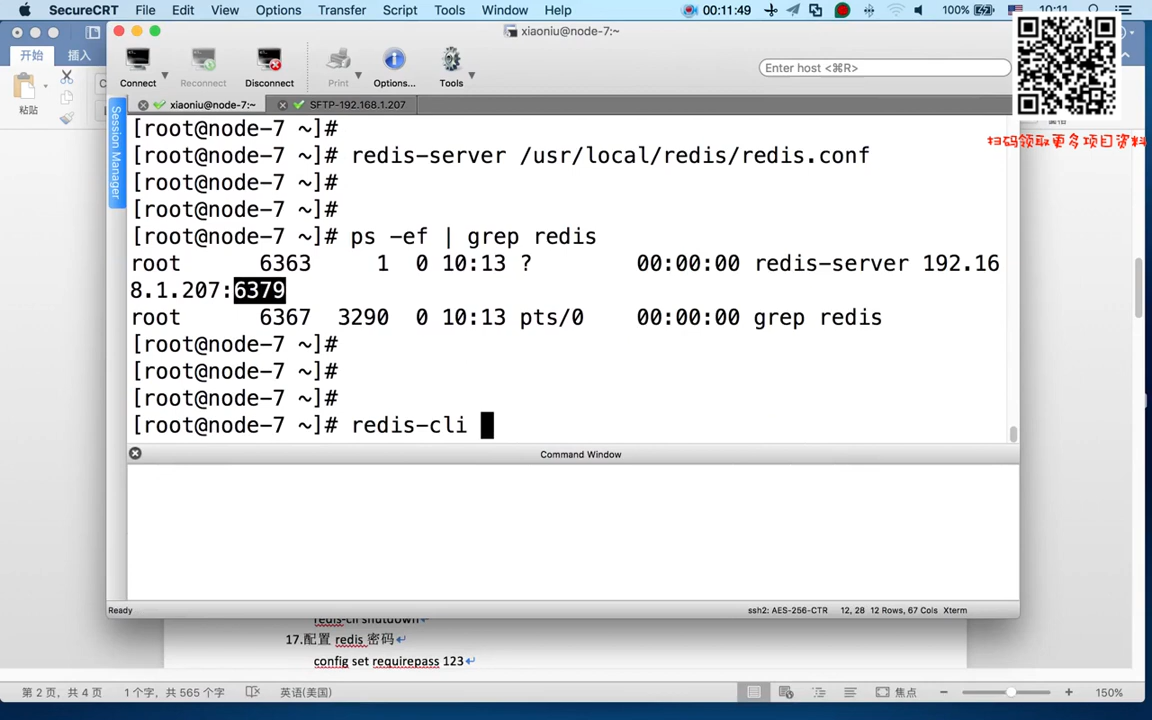 SecureCRT File Edit View Options Transfer Script Tools Window Help 00:11:49 100% 10:11
开始 插入
粘贴
xiaoniu@node-7:~
Connect Reconnect Disconnect Print Options... Tools
Enter host <⌘R>
扫码领取更多项目资料
xiaoniu@node-7:~ SFTP-192.168.1.207
Session Manager
[root@node-7 ~]#
[root@node-7 ~]# redis-server /usr/local/redis/redis.conf
[root@node-7 ~]#
[root@node-7 ~]#
[root@node-7 ~]# ps -ef | grep redis
root 6363 1 0 10:13 ? 00:00:00 redis-server 192.16
8.1.207:6379
root 6367 3290 0 10:13 pts/0 00:00:00 grep redis
[root@node-7 ~]#
[root@node-7 ~]#
[root@node-7 ~]#
[root@node-7 ~]# redis-cli
Command Window
Ready ssh2: AES-256-CTR 12, 28 12 Rows, 67 Cols Xterm
redis-cli shutdown
17.配置 redis 密码
config set requirepass 123
第 2 页，共 4 页 1 个字，共 565 个字 英语(美国) 焦点 150%